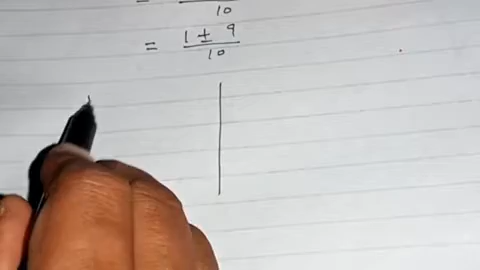 = 
10
= 1 ± 9
10